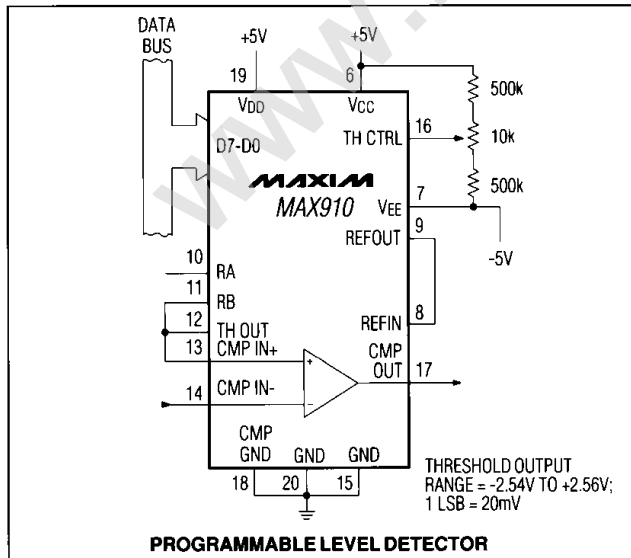 DATA
BUS
+5V
+5V
19
6
VDD
VCC
500k
D7-D0
TH CTRL
16
10k
MAXIM
MAX910
500k
VEE
7
REFOUT
9
-5V
10
RA
11
RB
12
TH OUT
REFIN
8
13
CMP IN+
CMP
OUT
17
+
14
CMP IN-
-
CMP
GND
GND
GND
18
20
15
THRESHOLD OUTPUT
RANGE = -2.54V TO +2.56V;
1 LSB = 20mV
PROGRAMMABLE LEVEL DETECTOR
www.